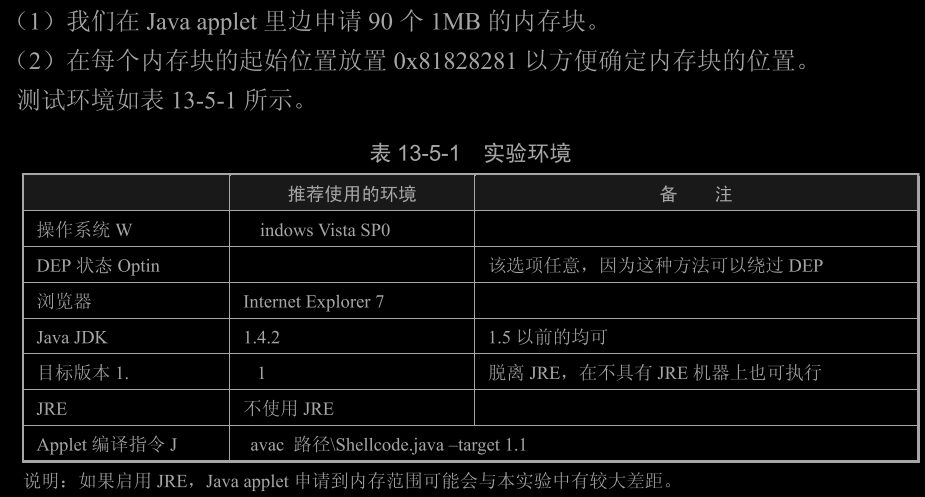 （1）我们在 Java applet 里边申请 90 个 1MB 的内存块。
（2）在每个内存块的起始位置放置 0x81828281 以方便确定内存块的位置。
测试环境如表 13-5-1 所示。
表 13-5-1 实验环境
推荐使用的环境 备 注
操作系统 W indows Vista SP0
DEP 状态 Optin 该选项任意，因为这种方法可以绕过 DEP
浏览器 Internet Explorer 7
Java JDK 1.4.2 1.5 以前的均可
目标版本 1. 1 脱离 JRE，在不具有 JRE 机器上也可执行
JRE 不使用 JRE
Applet 编译指令 J avac 路径\Shellcode.java –target 1.1
说明：如果启用 JRE，Java applet 申请到内存范围可能会与本实验中有较大差距。